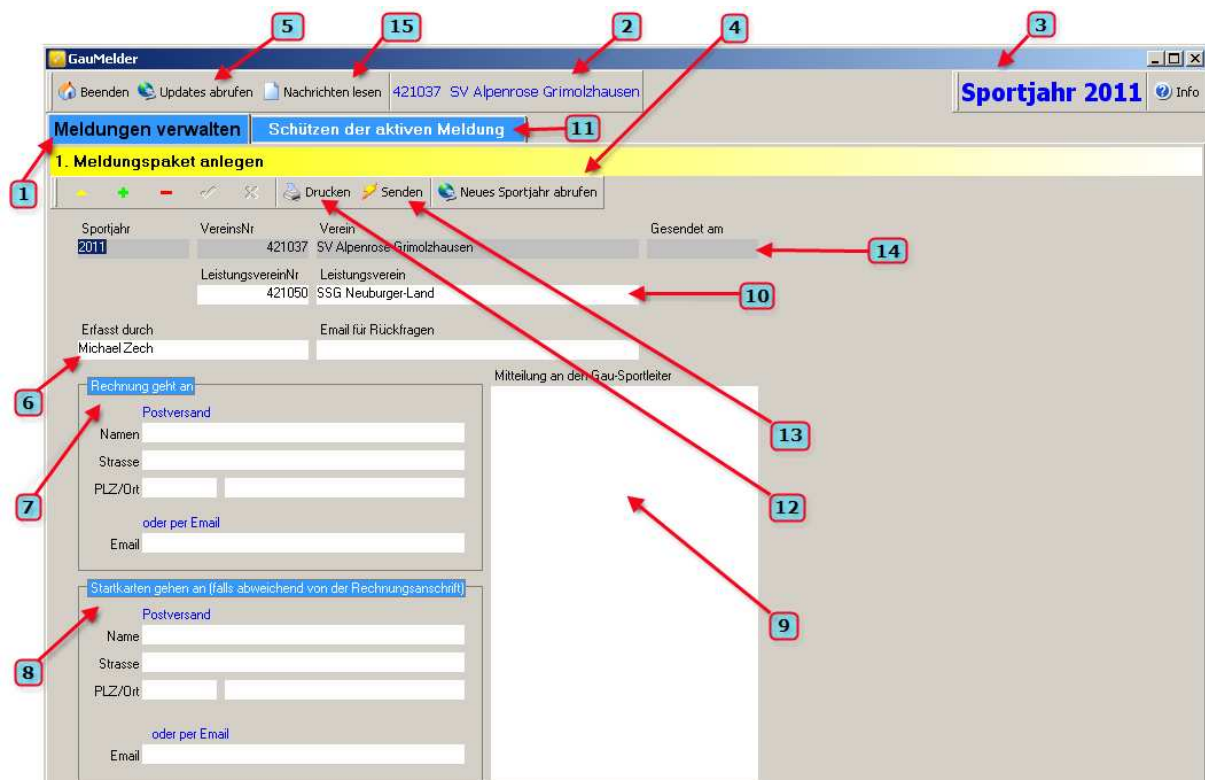 5 15 2 4 3
GauMelder
Beenden Updates abrufen Nachrichten lesen 421037 SV Alpenrose Grimolzhausen Sportjahr 2011 Info
Meldungen verwalten Schützen der aktiven Meldung 11
1. Meldungspaket anlegen
1
Drucken Senden Neues Sportjahr abrufen
Sportjahr VereinsNr Verein Gesendet am
2011 421037 SV Alpenrose Grimolzhausen 14
LeistungsvereinNr Leistungsverein
421050 SSG Neuburger-Land 10
Erfasst durch Email für Rückfragen
Michael Zech
Mitteilung an den Gau-Sportleiter
6
Rechnung geht an
Postversand
Namen 13
Strasse
PLZ/Ort
7 12
oder per Email
Email
Startkarten gehen an (falls abweichend von der Rechnungsanschrift)
Postversand
Name 9
Strasse
8
PLZ/Ort
oder per Email
Email